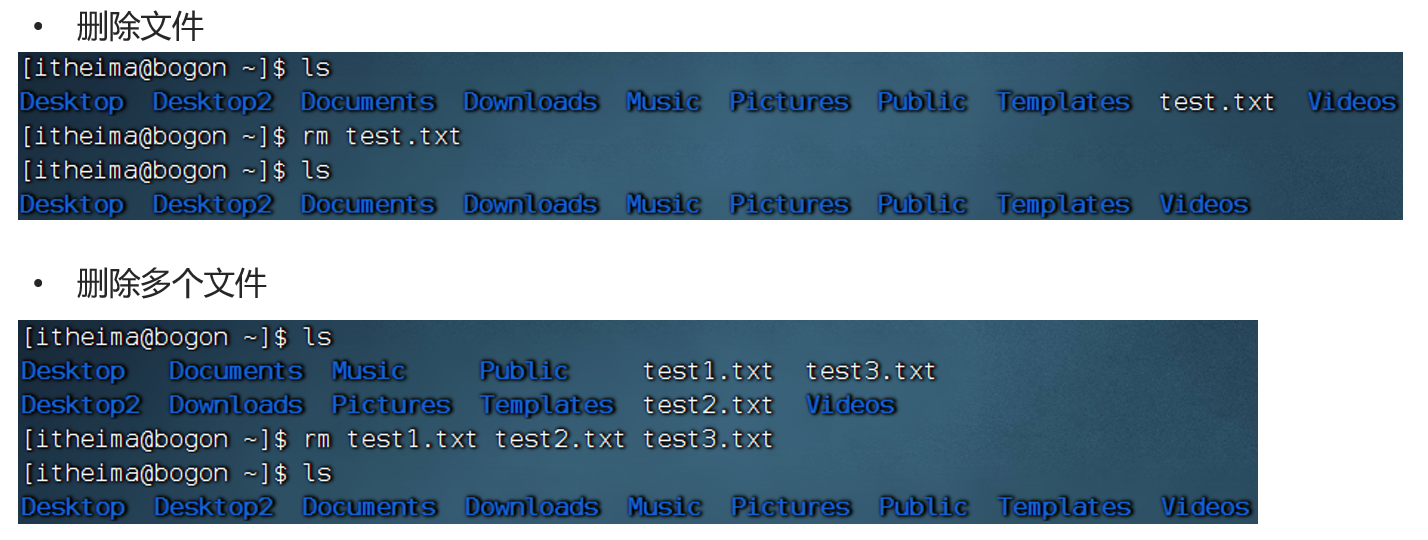 • 删除文件
[itheima@bogon ~]$ ls
Desktop Desktop2 Documents Downloads Music Pictures Public Templates test.txt Videos
[itheima@bogon ~]$ rm test.txt
[itheima@bogon ~]$ ls
Desktop Desktop2 Documents Downloads Music Pictures Public Templates Videos
• 删除多个文件
[itheima@bogon ~]$ ls
Desktop Documents Music Public test1.txt test3.txt
Desktop2 Downloads Pictures Templates test2.txt Videos
[itheima@bogon ~]$ rm test1.txt test2.txt test3.txt
[itheima@bogon ~]$ ls
Desktop Desktop2 Documents Downloads Music Pictures Public Templates Videos